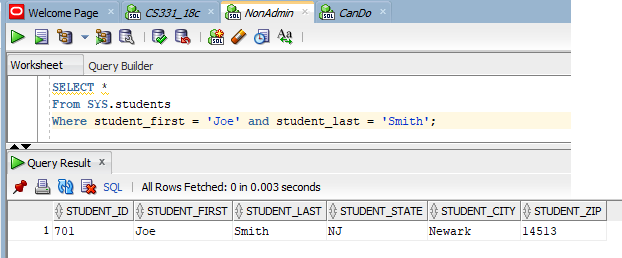 Welcome Page CS331_18c NonAdmin CanDo
Worksheet Query Builder
SELECT *
From SYS.students
Where student_first = 'Joe' and student_last = 'Smith';
Query Result
SQL All Rows Fetched: 0 in 0.003 seconds
STUDENT_ID STUDENT_FIRST STUDENT_LAST STUDENT_STATE STUDENT_CITY STUDENT_ZIP
1 701 Joe Smith NJ Newark 14513